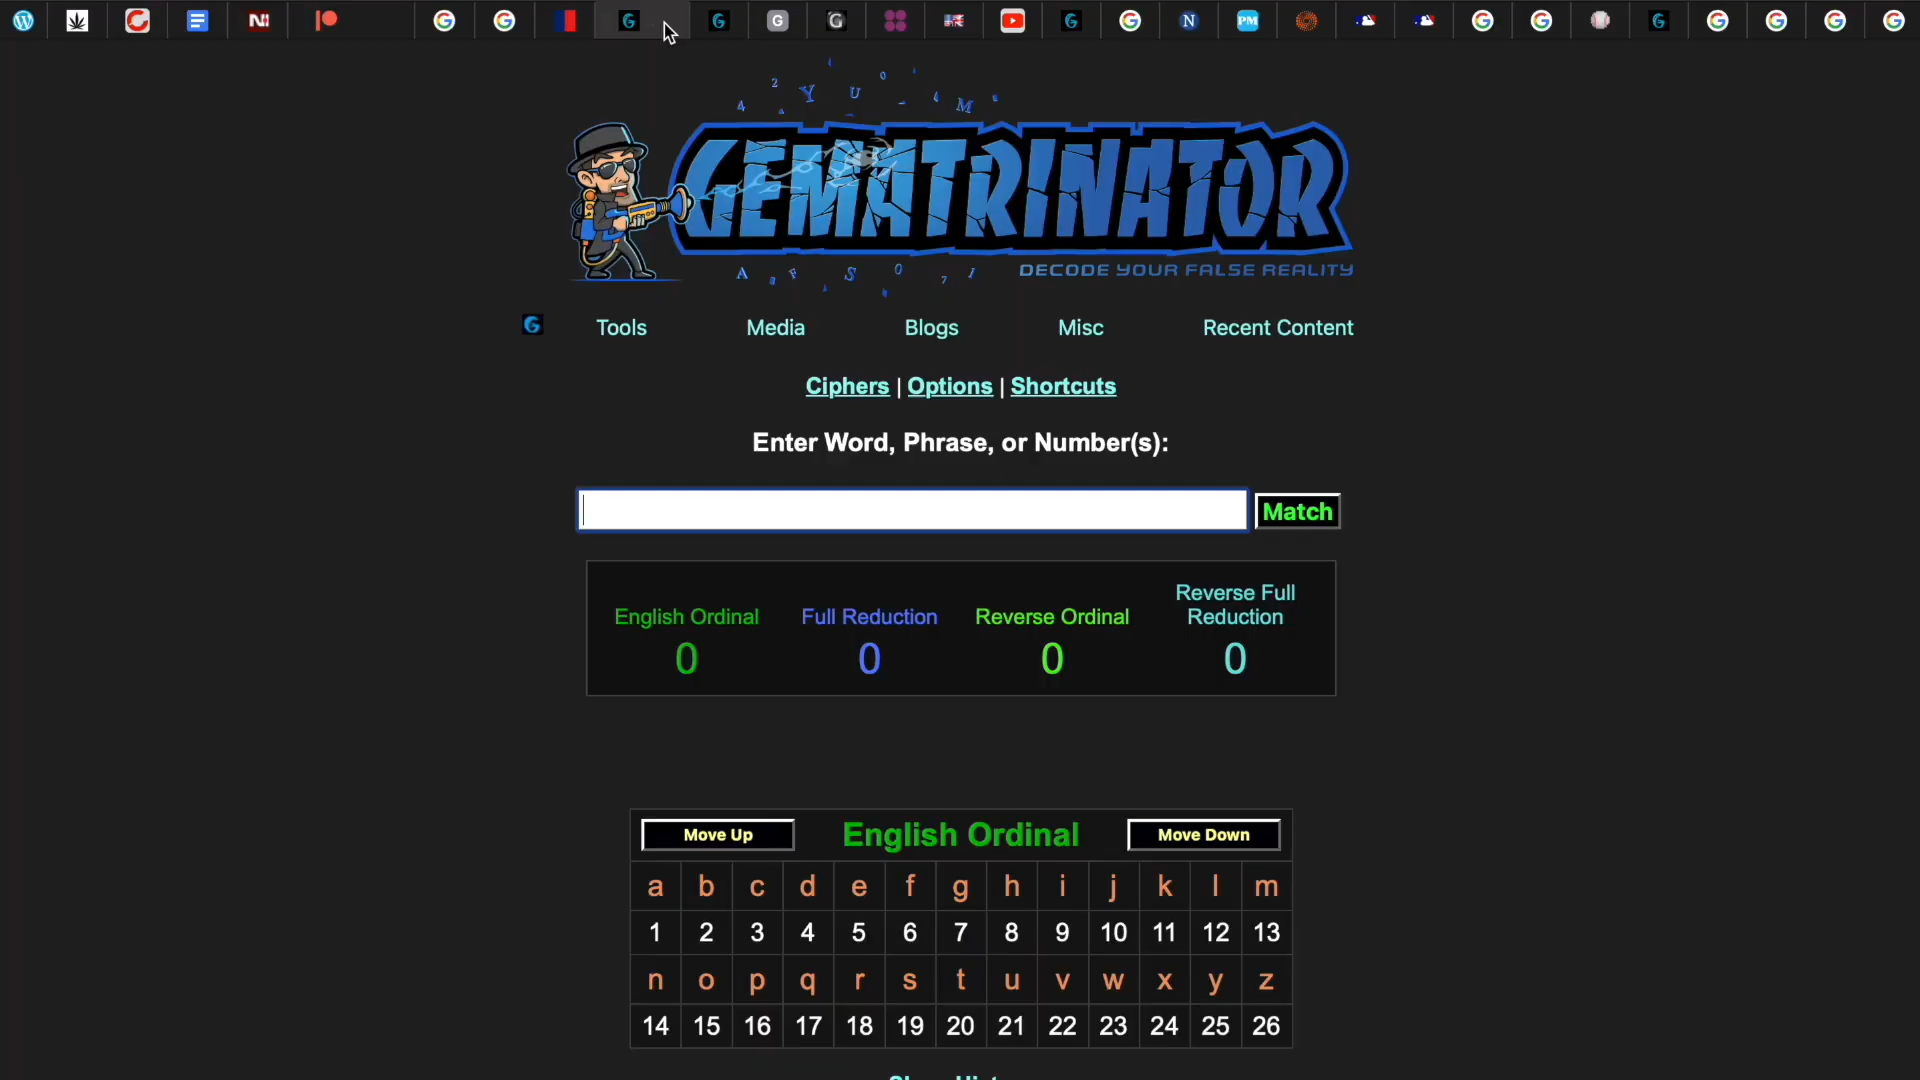 GEMATRINATOR
DECODE YOUR FALSE REALITY
Tools Media Blogs Misc Recent Content
Ciphers | Options | Shortcuts
Enter Word, Phrase, or Number(s):
Match
English Ordinal Full Reduction Reverse Ordinal Reverse Full Reduction
0 0 0 0
Move Up English Ordinal Move Down
a b c d e f g h i j k l m
1 2 3 4 5 6 7 8 9 10 11 12 13
n o p q r s t u v w x y z
14 15 16 17 18 19 20 21 22 23 24 25 26